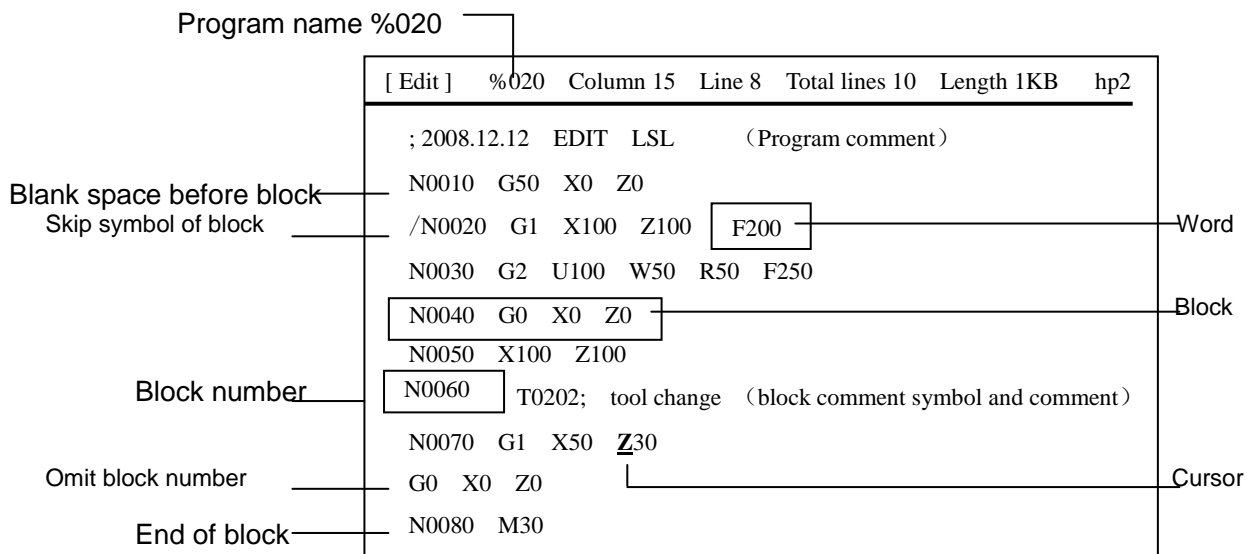 Program name %020
[ Edit ] %020 Column 15 Line 8 Total lines 10 Length 1KB hp2
; 2008.12.12 EDIT LSL （Program comment）
Blank space before block N0010 G50 X0 Z0
Skip symbol of block /N0020 G1 X100 Z100 F200 Word
N0030 G2 U100 W50 R50 F250
N0040 G0 X0 Z0 Block
N0050 X100 Z100
Block number N0060 T0202; tool change （block comment symbol and comment）
N0070 G1 X50 Z30
Omit block number G0 X0 Z0 Cursor
End of block N0080 M30